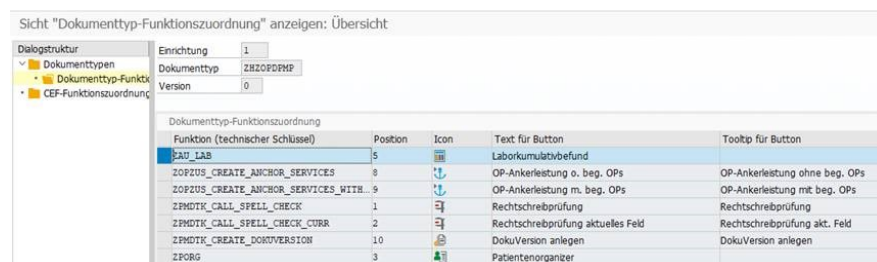 Sicht "Dokumenttyp-Funktionszuordnung" anzeigen: Übersicht
Dialogstruktur
Dokumenttypen
Dokumenttyp-Funktio
CEF-Funktionszuordnung
Einrichtung 1
Dokumenttyp ZHZOPDPMP
Version 0
Dokumenttyp-Funktionszuordnung
Funktion (technischer Schlüssel) Position Icon Text für Button Tooltip für Button
ZAU_LAB 5 Laborkumulativbefund
ZOPZUS_CREATE_ANCHOR_SERVICES 8 OP-Ankerleistung o. beg. OPs OP-Ankerleistung ohne beg. OPs
ZOPZUS_CREATE_ANCHOR_SERVICES_WITH... 9 OP-Ankerleistung m. beg. OPs OP-Ankerleistung mit beg. OPs
ZPMDTK_CALL_SPELL_CHECK 1 Rechtschreibprüfung Rechtschreibprüfung
ZPMDTK_CALL_SPELL_CHECK_CURR 2 Rechtschreibprüfung aktuelles Feld Rechtschreibprüfung akt. Feld
ZPMDTK_CREATE_DOKUVERSION 10 DokuVersion anlegen DokuVersion anlegen
ZPORG 3 Patientenorganizer